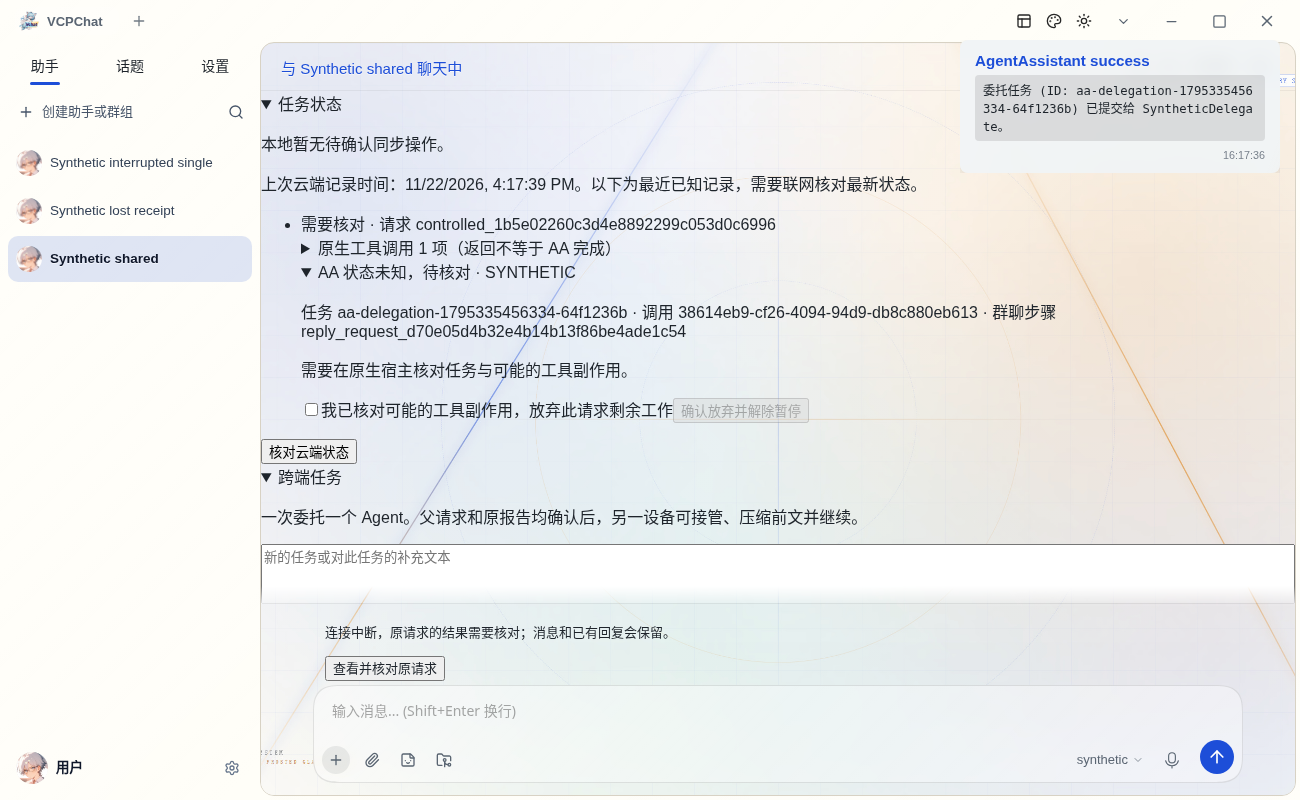 VCPChat
助手
话题
设置
创建助手或群组
Synthetic interrupted single
Synthetic lost receipt
Synthetic shared
用户
与 Synthetic shared 聊天中
AgentAssistant success
委托任务 (ID: aa-delegation-1795335456
334-64f1236b) 已提交给 SyntheticDelega
te。
16:17:36
任务状态
本地暂无待确认同步操作。
上次云端记录时间：11/22/2026, 4:17:39 PM。以下为最近已知记录，需要联网核对最新状态。
需要核对 · 请求 controlled_1b5e02260c3d4e8892299c053d0c6996
原生工具调用 1 项（返回不等于 AA 完成）
AA 状态未知，待核对 · SYNTHETIC
任务 aa-delegation-1795335456334-64f1236b · 调用 38614eb9-cf26-4094-94d9-db8c880eb613 · 群聊步骤
reply_request_d70e05d4b32e4b14b13f86be4ade1c54
需要在原生宿主核对任务与可能的工具副作用。
我已核对可能的工具副作用，放弃此请求剩余工作 确认放弃并解除暂停
核对云端状态
跨端任务
一次委托一个 Agent。父请求和原报告均确认后，另一设备可接管、压缩前文并继续。
新的任务或对此任务的补充文本
连接中断，原请求的结果需要核对；消息和已有回复会保留。
查看并核对原请求
输入消息... (Shift+Enter 换行)
synthetic